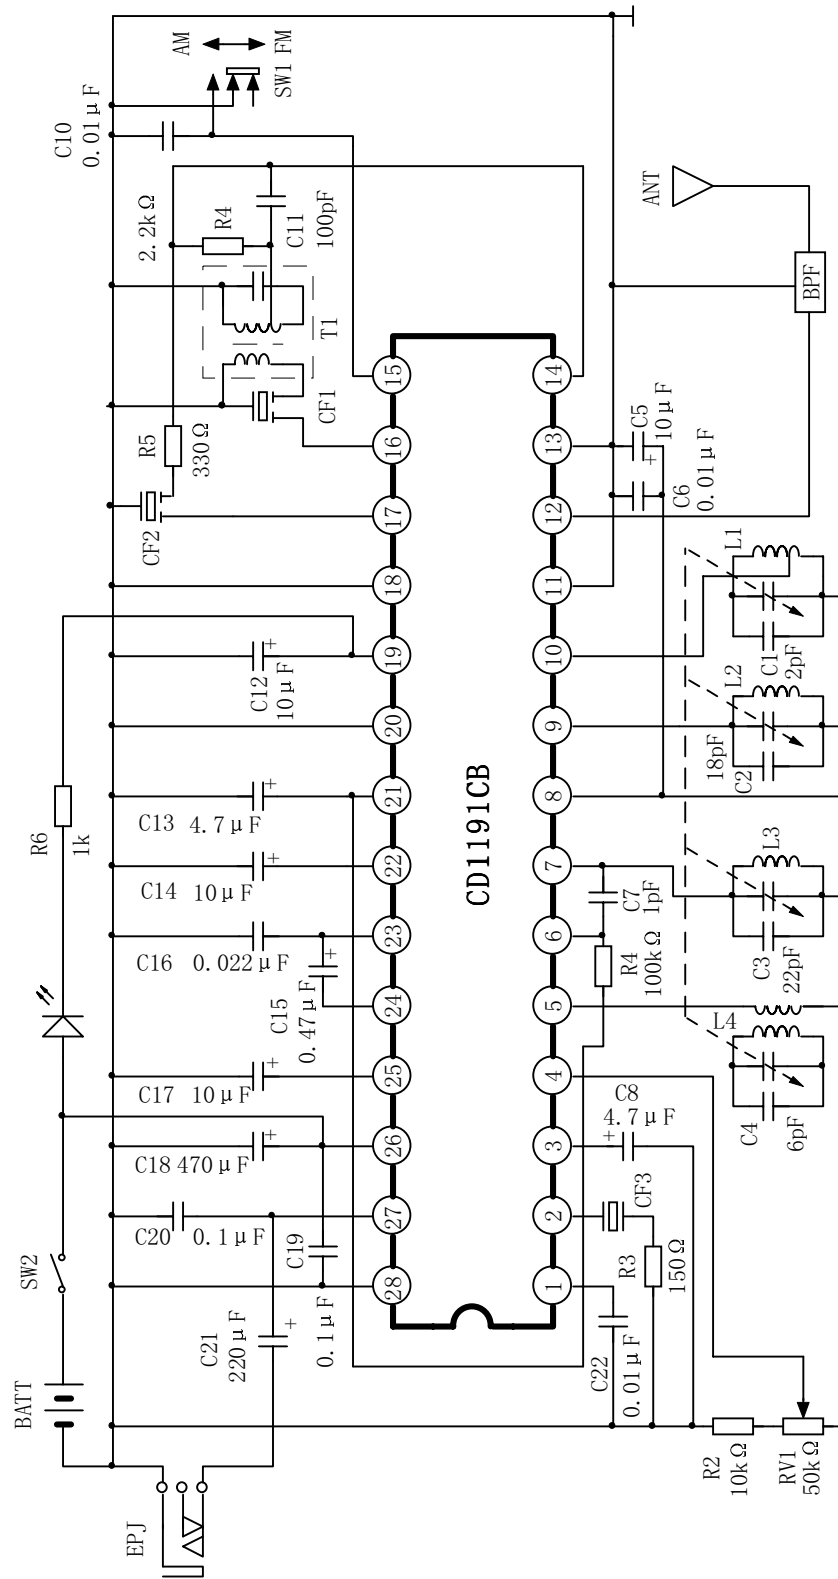 AM
SW1 FM
C10
0.01μF
2.2kΩ
R4
C11
100pF
T1
CF1
R5
330Ω
CF2
ANT
BPF
15
16
17
18
19
20
21
22
23
24
25
26
27
28
14
13
12
11
10
9
8
7
6
5
4
3
2
1
CD1191CB
C5
+
10μF
C6
0.01μF
L1
C1
2pF
L2
18pF
C2
L3
C3
22pF
L4
C4
6pF
C7
1pF
R4
100kΩ
C8
+
4.7μF
CF3
R3
150Ω
C22
0.01μF
R2
10kΩ
RV1
50kΩ
C12
+
10μF
C13 4.7μF
+
C14 10μF
+
C16 0.022μF
C15
+
0.47μF
C17 10μF
+
C18 470μF
+
C20 0.1μF
C19
0.1μF
C21
220μF
+
R6
1k
SW2
BATT
EPJ